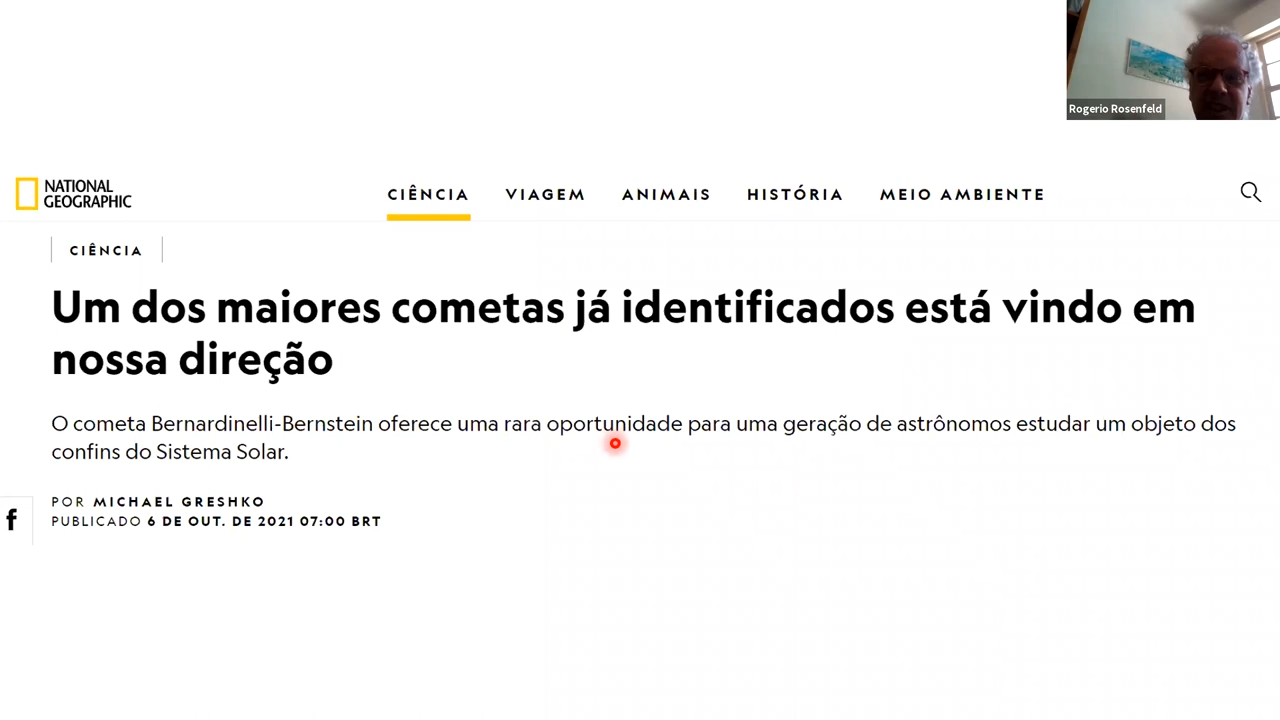 Rogerio Rosenfeld
NATIONAL
GEOGRAPHIC
CIÊNCIA VIAGEM ANIMAIS HISTÓRIA MEIO AMBIENTE
CIÊNCIA
Um dos maiores cometas já identificados está vindo em
nossa direção
O cometa Bernardinelli-Bernstein oferece uma rara oportunidade para uma geração de astrônomos estudar um objeto dos
confins do Sistema Solar.
POR MICHAEL GRESHKO
f
PUBLICADO 6 DE OUT. DE 2021 07:00 BRT